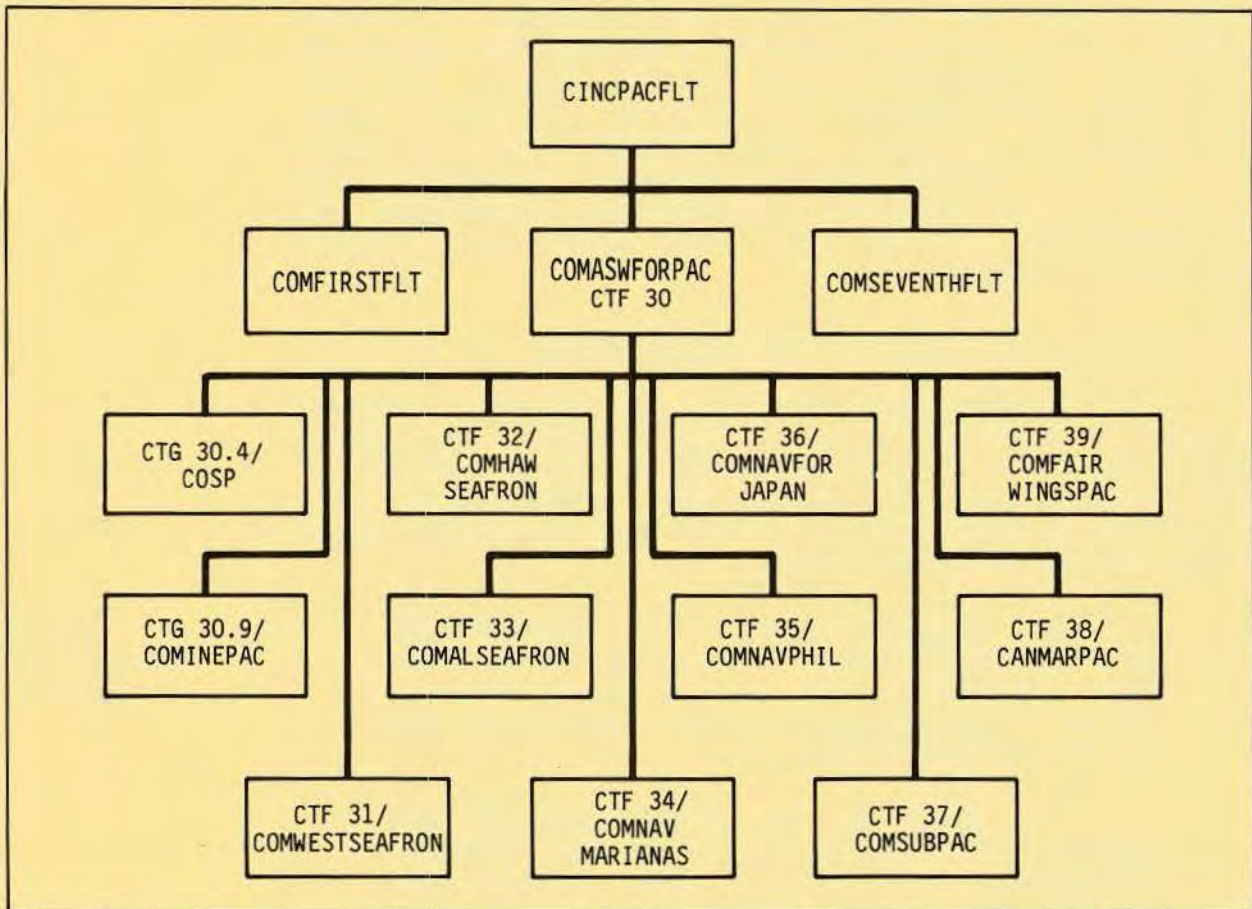 CINCPACFLT
COMFIRSTFLT
COMASWFORPAC
CTF 30
COMSEVENTHFLT
CTG 30.4/
COSP
CTF 32/
COMHAW
SEAFRON
CTF 36/
COMNAVFOR
JAPAN
CTF 39/
COMFAIR
WINGSPAC
CTG 30.9/
COMINEPAC
CTF 33/
COMALSEAFRON
CTF 35/
COMNAVPHIL
CTF 38/
CANMARPAC
CTF 31/
COMWESTSEAFRON
CTF 34/
COMNAV
MARIANAS
CTF 37/
COMSUBPAC